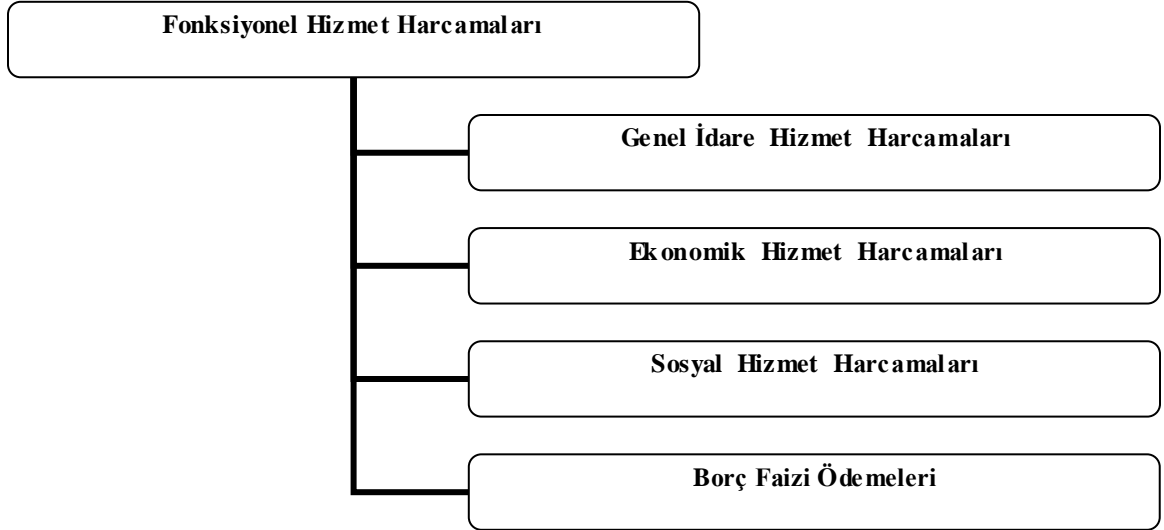 Fonksiyonel Hizmet Harcamaları
Genel İdare Hizmet Harcamaları
Ekonomik Hizmet Harcamaları
Sosyal Hizmet Harcamaları
Borç Faizi Ödemeleri